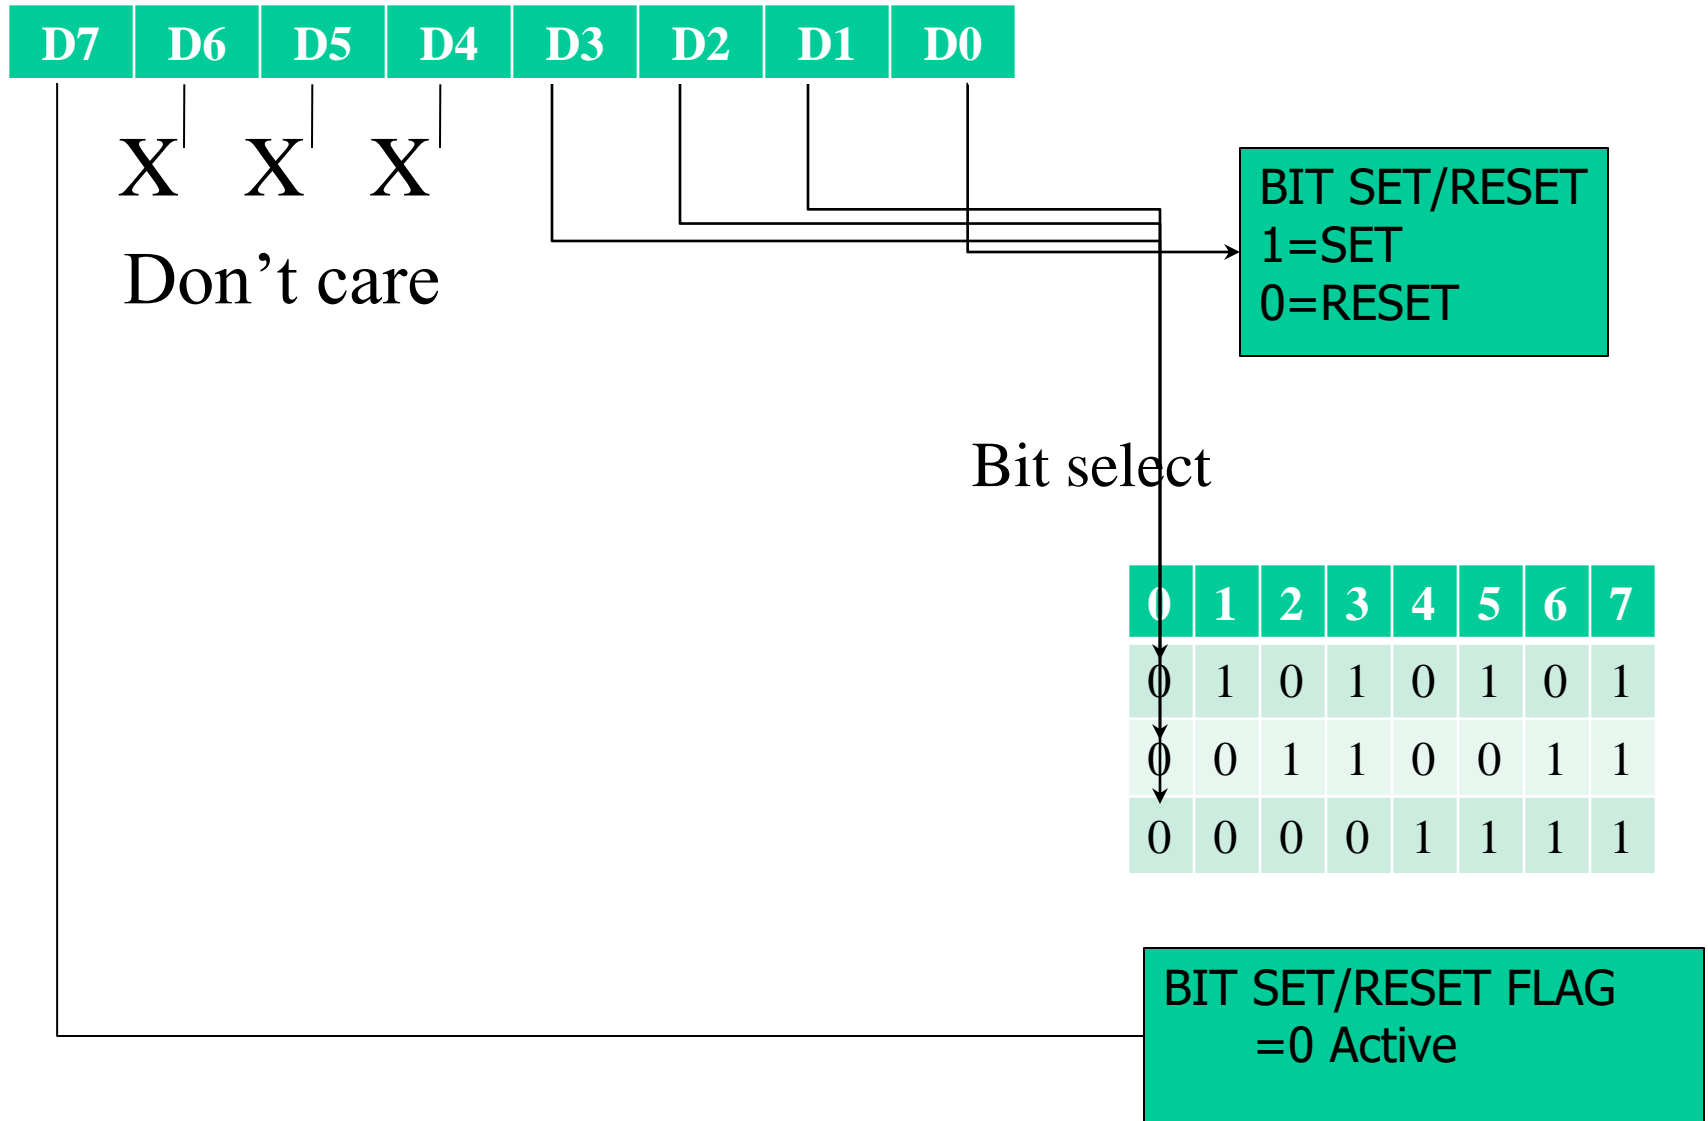 D7 D6 D5 D4 D3 D2 D1 D0
X X X
Don’t care
BIT SET/RESET
1=SET
0=RESET
Bit select
0 1 2 3 4 5 6 7
0 1 0 1 0 1 0 1
0 0 1 1 0 0 1 1
0 0 0 0 1 1 1 1
BIT SET/RESET FLAG
=0 Active